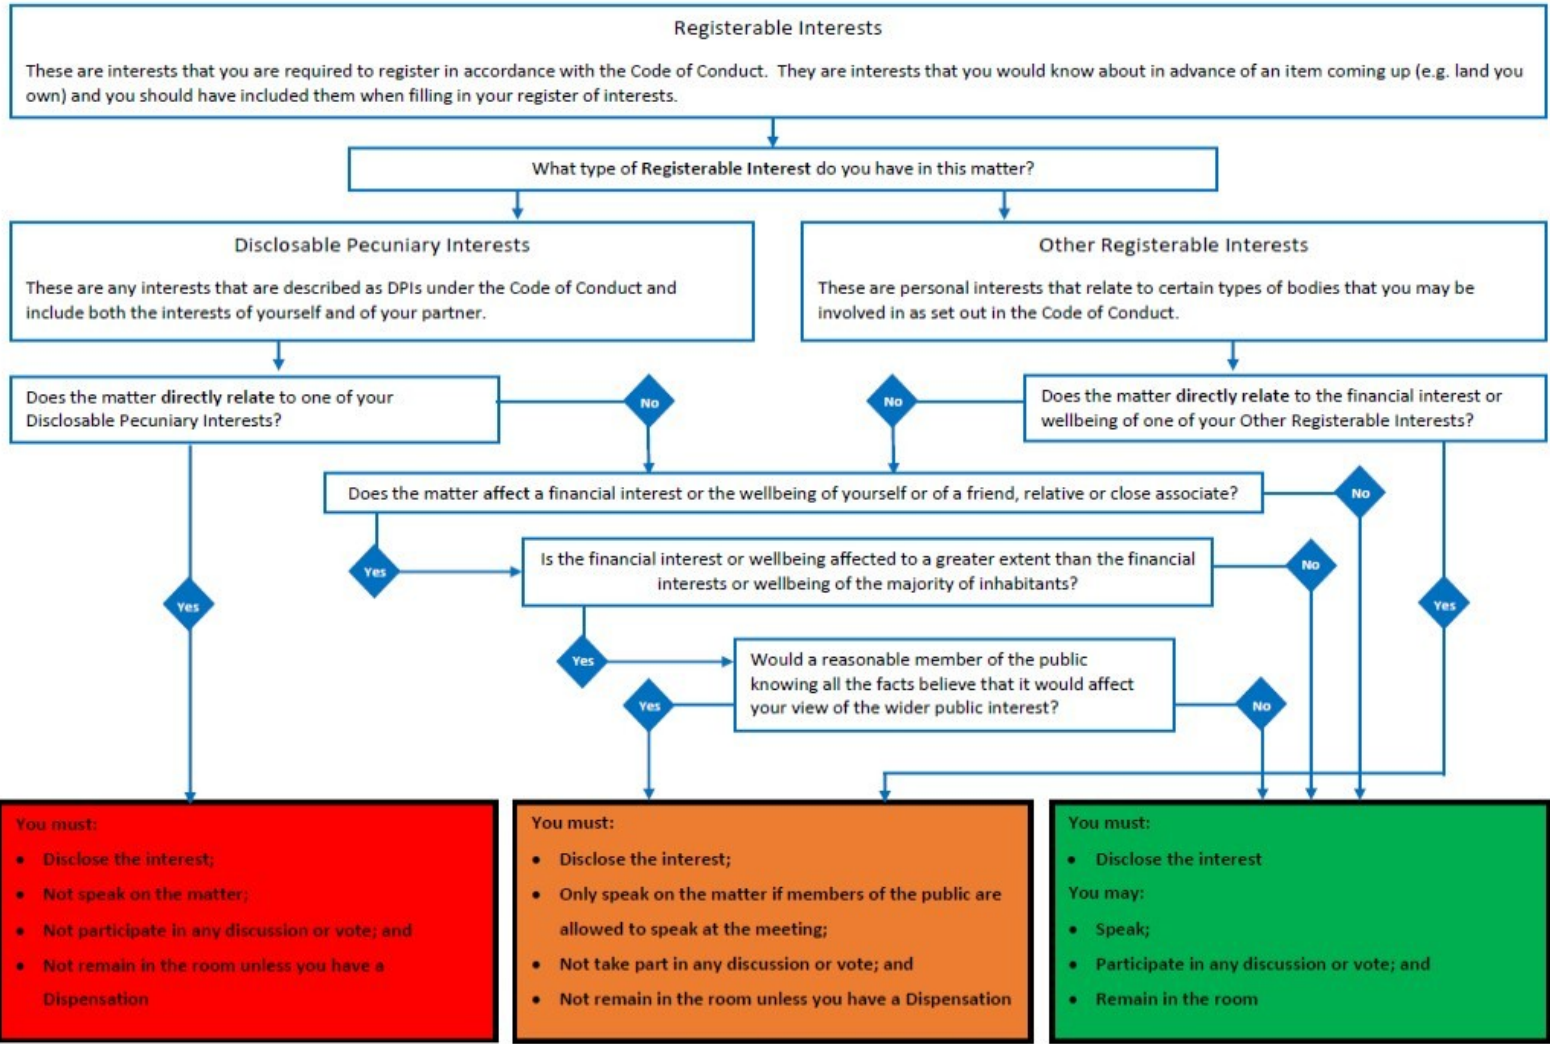 Registerable Interests
These are interests that you are required to register in accordance with the Code of Conduct.  They are interests that you would know about in advance of an item coming up (e.g. land you
own) and you should have included them when filling in your register of interests.
What type of Registerable Interest do you have in this matter?
Disclosable Pecuniary Interests
These are any interests that are described as DPIs under the Code of Conduct and
include both the interests of yourself and of your partner.
Other Registerable Interests
These are personal interests that relate to certain types of bodies that you may be
involved in as set out in the Code of Conduct.
Does the matter directly relate to one of your
Disclosable Pecuniary Interests?
No
No
Does the matter directly relate to the financial interest or
wellbeing of one of your Other Registerable Interests?
Does the matter affect a financial interest or the wellbeing of yourself or of a friend, relative or close associate?
No
Yes
Is the financial interest or wellbeing affected to a greater extent than the financial
interests or wellbeing of the majority of inhabitants?
No
Yes
Yes
Yes
Would a reasonable member of the public
knowing all the facts believe that it would affect
your view of the wider public interest?
Yes
No
You must:
• Disclose the interest;
• Not speak on the matter;
• Not participate in any discussion or vote; and
• Not remain in the room unless you have a
Dispensation
You must:
• Disclose the interest;
• Only speak on the matter if members of the public are
allowed to speak at the meeting;
• Not take part in any discussion or vote; and
• Not remain in the room unless you have a Dispensation
You must:
• Disclose the interest
You may:
• Speak;
• Participate in any discussion or vote; and
• Remain in the room